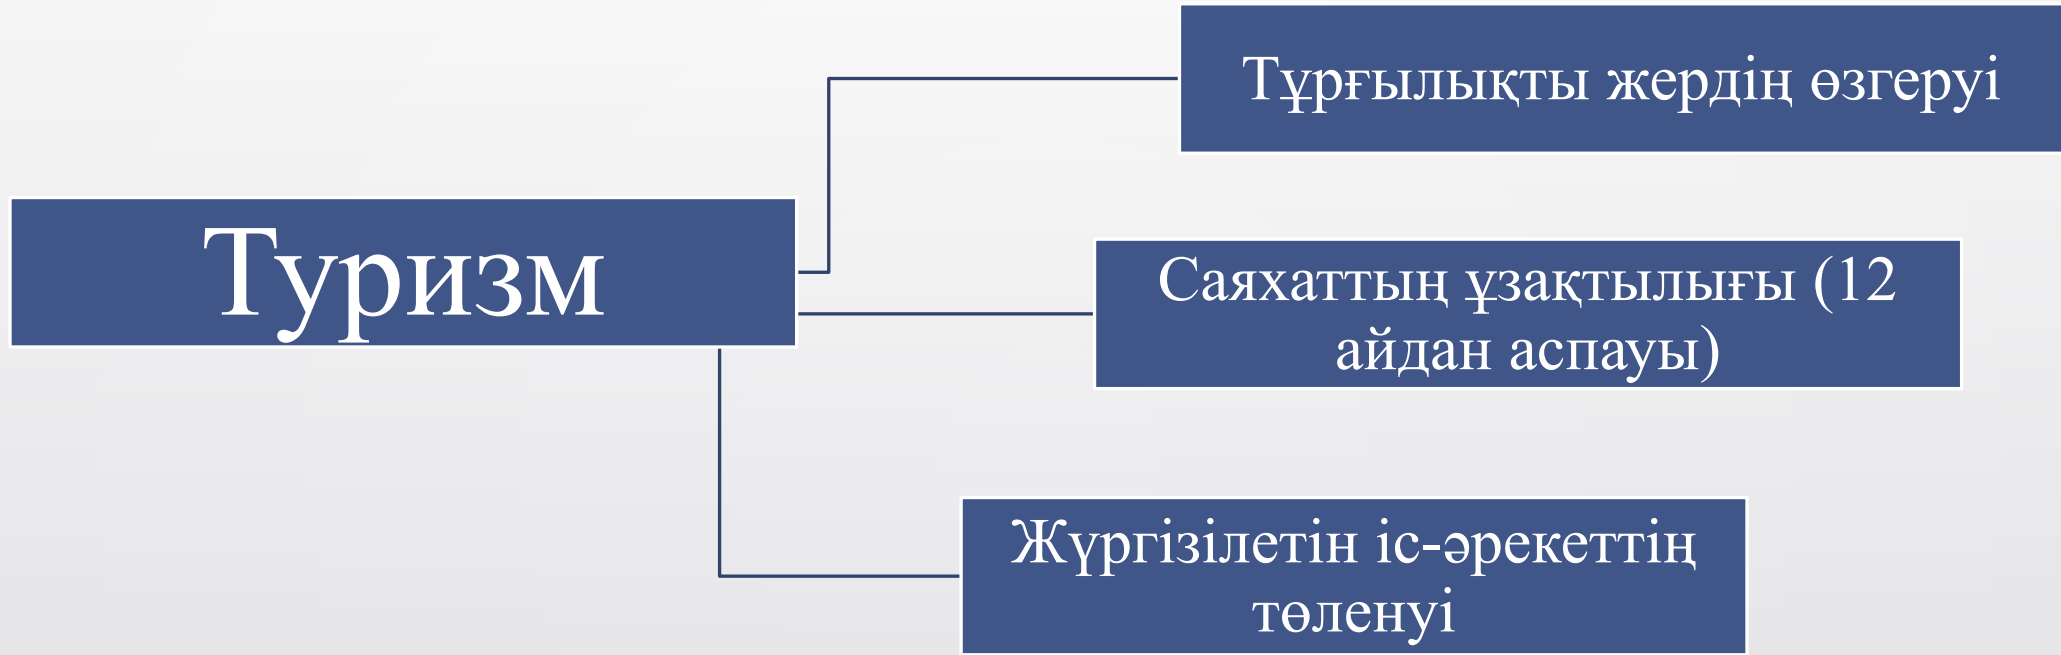 Тұрғылықты жердің өзгеруі
Туризм
Саяхаттың ұзақтылығы (12
айдан аспауы)
Жүргізілетін іс-әрекеттің
төленуі